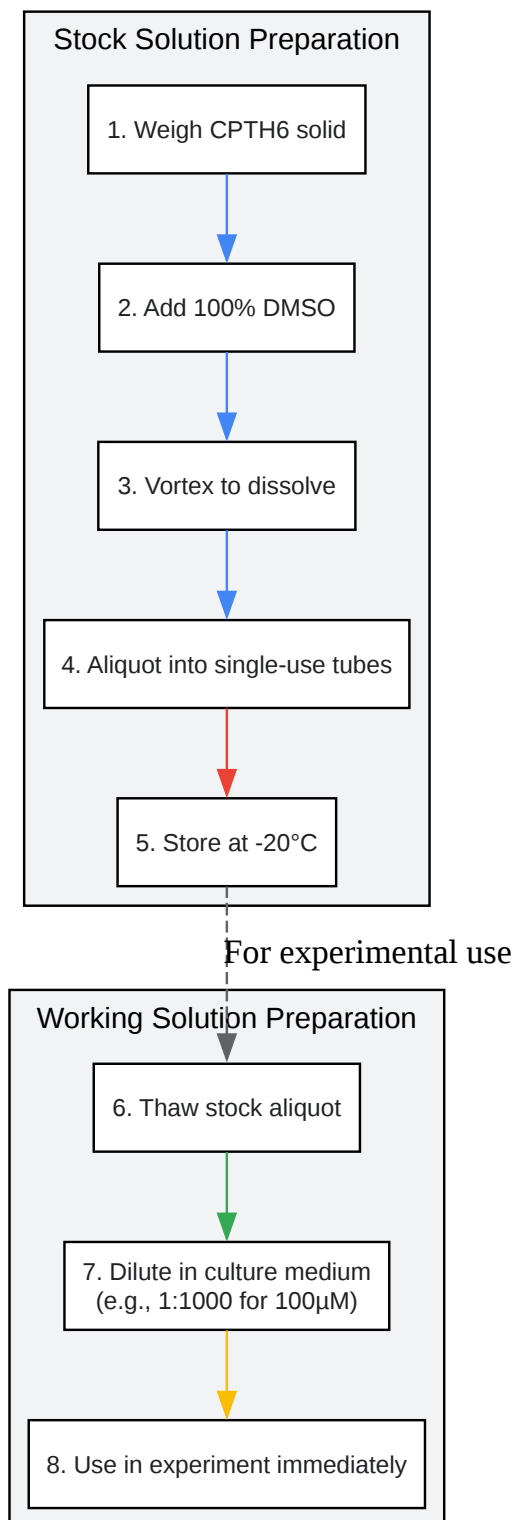 Stock Solution Preparation
1. Weigh CPTH6 solid
2. Add 100% DMSO
3. Vortex to dissolve
4. Aliquot into single-use tubes
5. Store at -20°C
For experimental use
Working Solution Preparation
6. Thaw stock aliquot
7. Dilute in culture medium
(e.g., 1:1000 for 100µM)
8. Use in experiment immediately